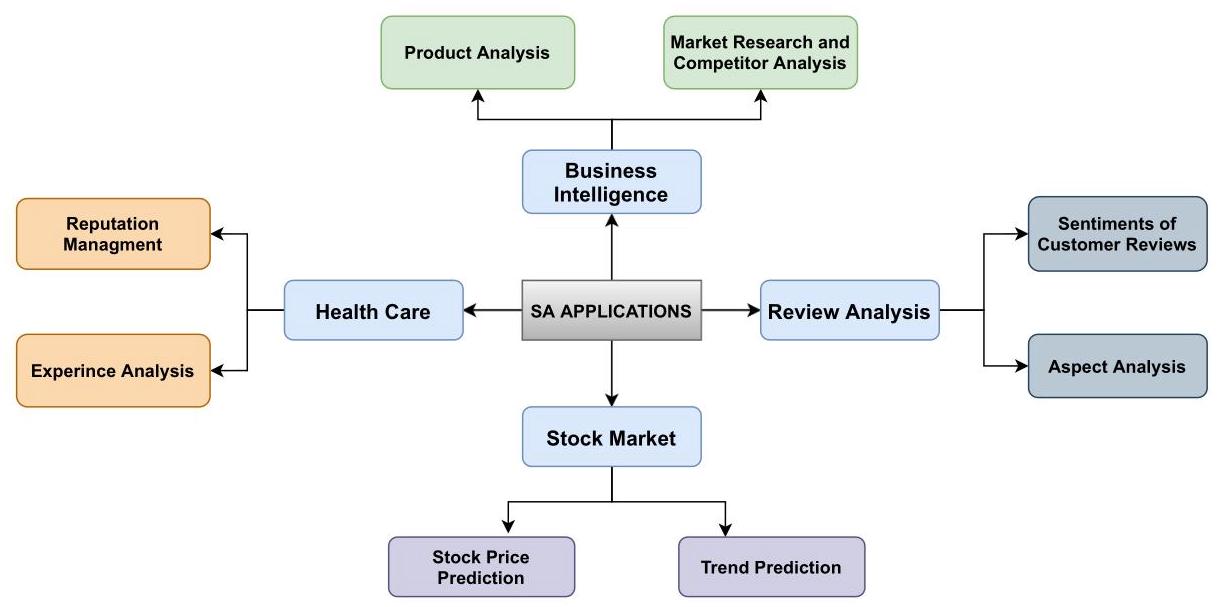 Product Analysis
Market Research and
Competitor Analysis
Business
Intelligence
Reputation
Managment
Sentiments of
Customer Reviews
Health Care
SA APPLICATIONS
Review Analysis
Experince Analysis
Aspect Analysis
Stock Market
Stock Price
Prediction
Trend Prediction